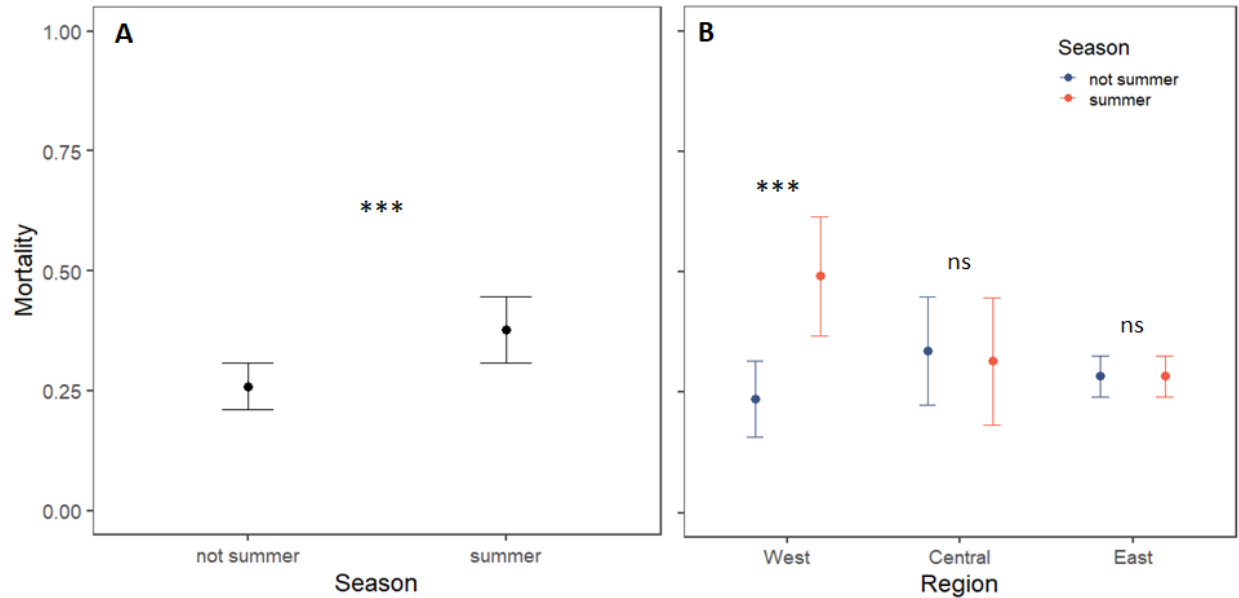 A
1.00
0.75
0.50
0.25
0.00
Mortality
***
not summer
summer
Season
B
Season
not summer
summer
***
ns
ns
West
Central
East
Region